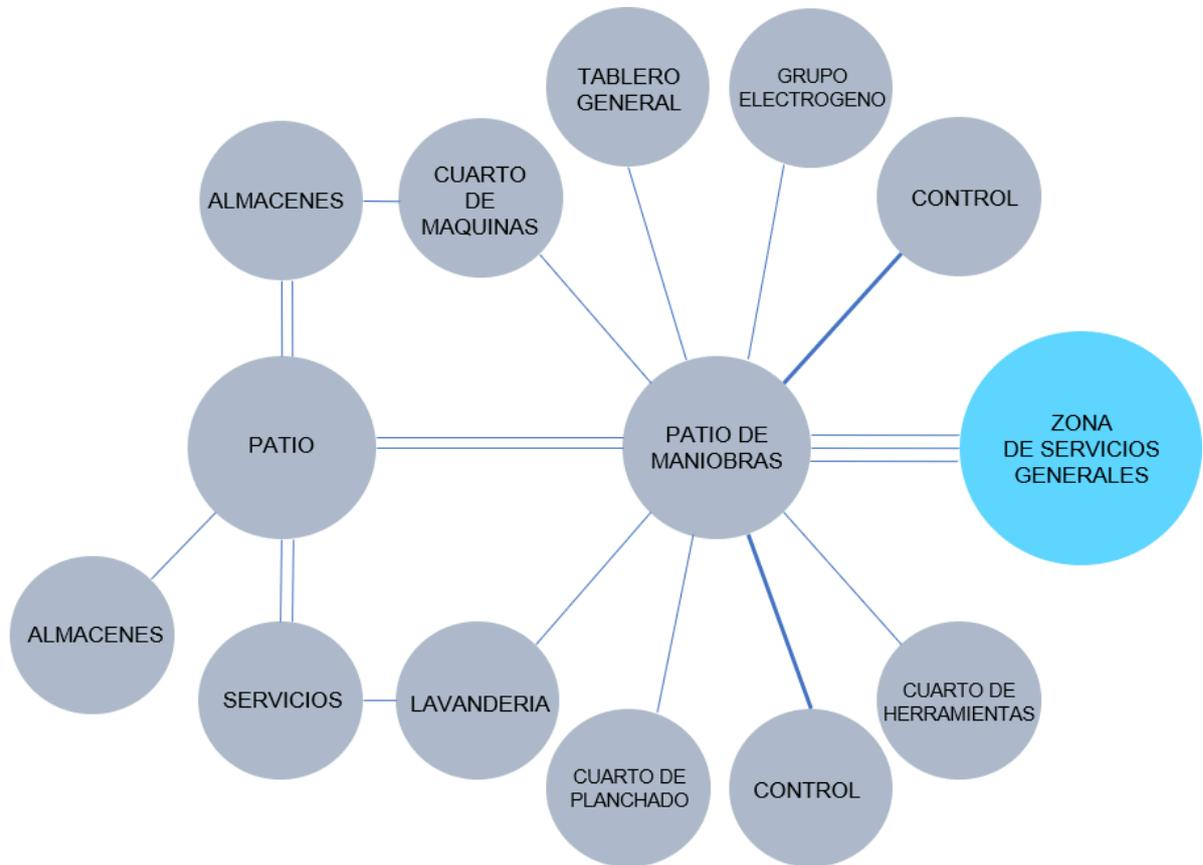 TABLERO
GENERAL
GRUPO
ELECTROGENO
ALMACENES
CUARTO
DE
MAQUINAS
CONTROL
PATIO
PATIO DE
MANIOBRAS
ZONA
DE SERVICIOS
GENERALES
ALMACENES
SERVICIOS
LAVANDERIA
CUARTO DE
HERRAMIENTAS
CUARTO DE
PLANCHADO
CONTROL